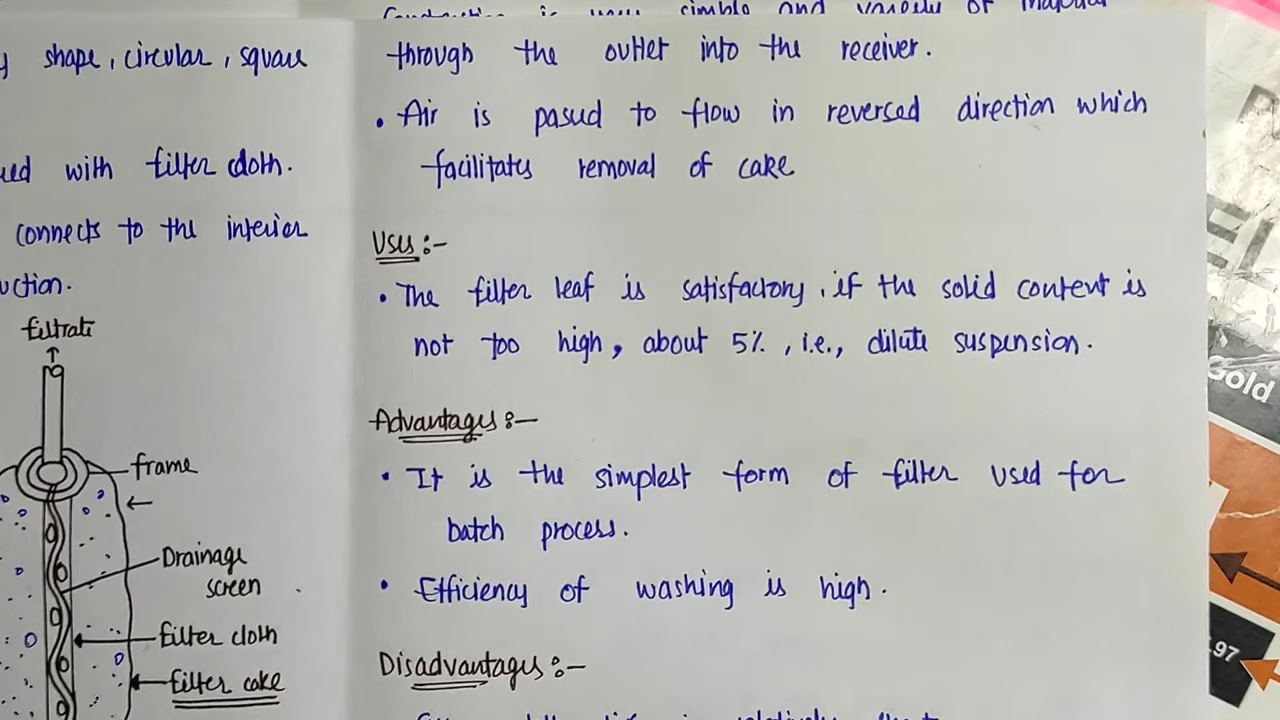 shape, circular, square
with filter cloth.
connects to the interior
filtrate
frame
Drainage
screen
filter cloth
filter cake
through the outlet into the receiver.
• Air is pasud to flow in reversed direction which
facilitates removal of cake
Uses :-
• The filter leaf is satisfactory, if the solid content is
not too high, about 5%, i.e., dilute suspension.
Advantages :-
• It is the simplest form of filter used for
batch process.
• Efficiency of washing is high.
Disadvantages :-
Gold
.97